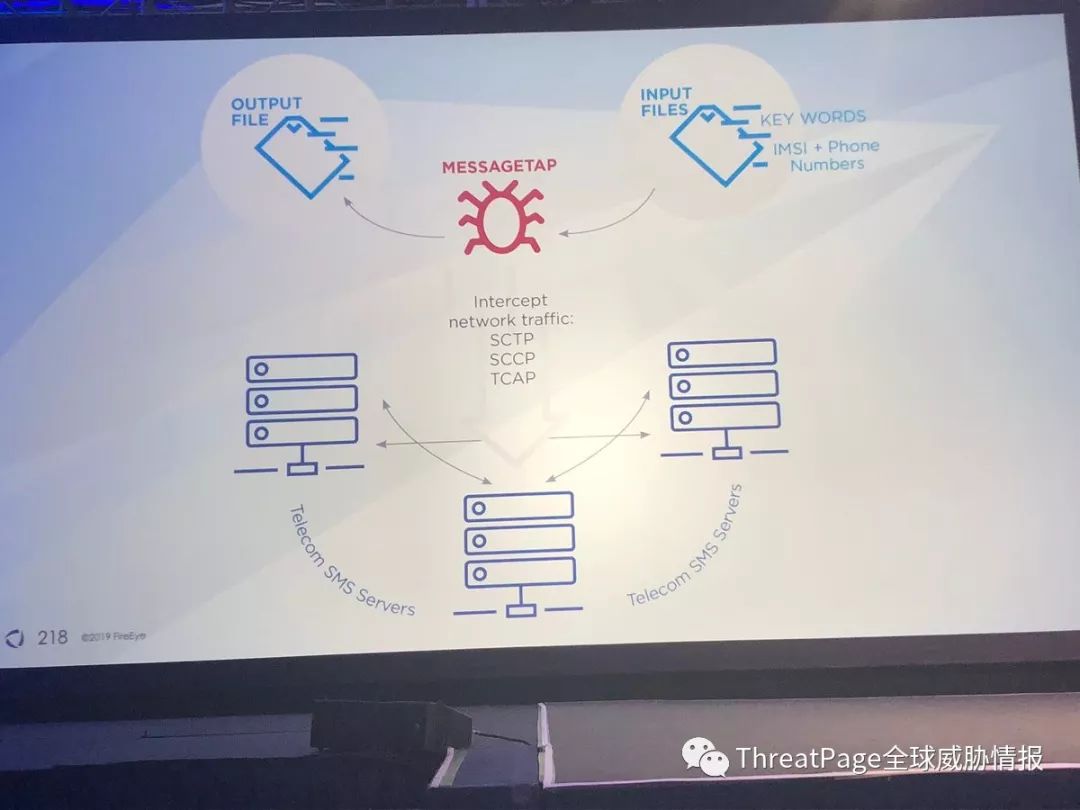 OUTPUT
FILE
INPUT
FILES
KEY WORDS
IMSI + Phone
Numbers
MESSAGETAP
Intercept
network traffic:
SCTP
SCCP
TCAP
Telecom SMS Servers
Telecom SMS Servers
218 ©2019 FireEye
ThreatPage全球威胁情报